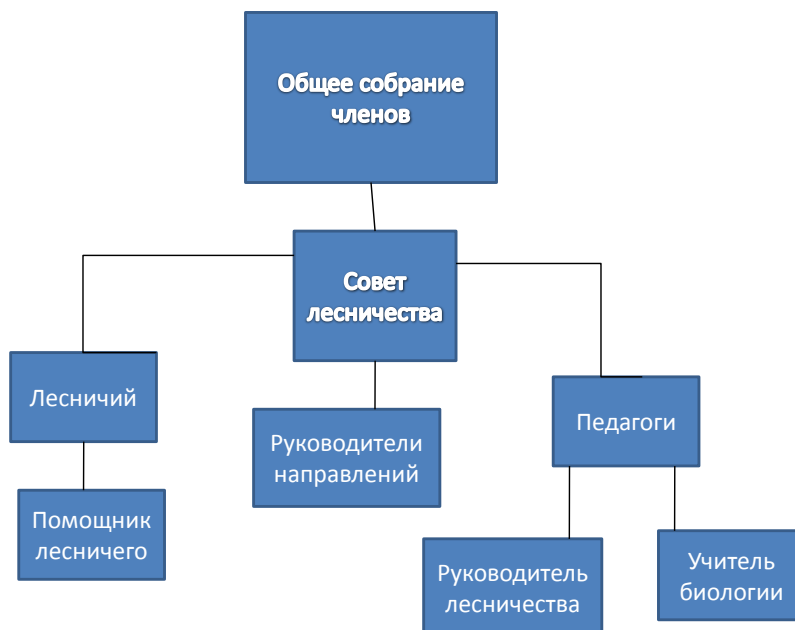 Общее собрание
членов
Совет
лесничества
Лесничий
Руководители
направлений
Педагоги
Помощник
лесничего
Руководитель
лесничества
Учитель
биологии